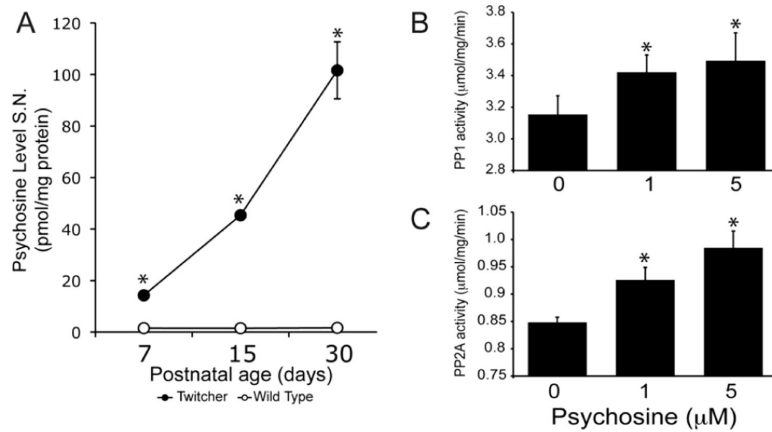 A
Psychosine Level S.N.
(pmol/mg protein)
120
100
80
60
40
20
0
*
*
*
7 15 30
Postnatal age (days)
Twitcher Wild Type
B
PP1 activity (μmol/mg/min)
3.8
3.6
3.4
3.2
3.0
2.8
*
*
0 1 5
C
PP2A activity (μmol/mg/min)
1.05
1.0
0.95
0.90
0.85
0.8
0.75
*
*
0 1 5
Psychosine (μM)